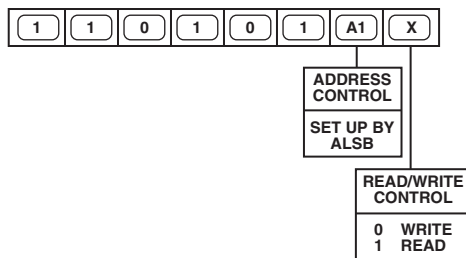 1 1 0 1 0 1 A1 X
ADDRESS
CONTROL
SET UP BY
ALSB
READ/WRITE
CONTROL
0 WRITE
1 READ